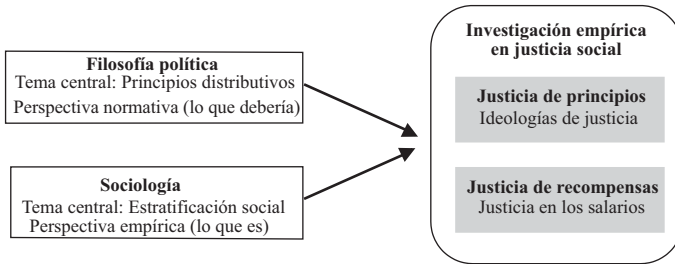 Filosofía política
Tema central: Principios distributivos
Perspectiva normativa (lo que debería)
Sociología
Tema central: Estratificación social
Perspectiva empírica (lo que es)
Investigación empírica
en justicia social
Justicia de principios
Ideologías de justicia
Justicia de recompensas
Justicia en los salarios